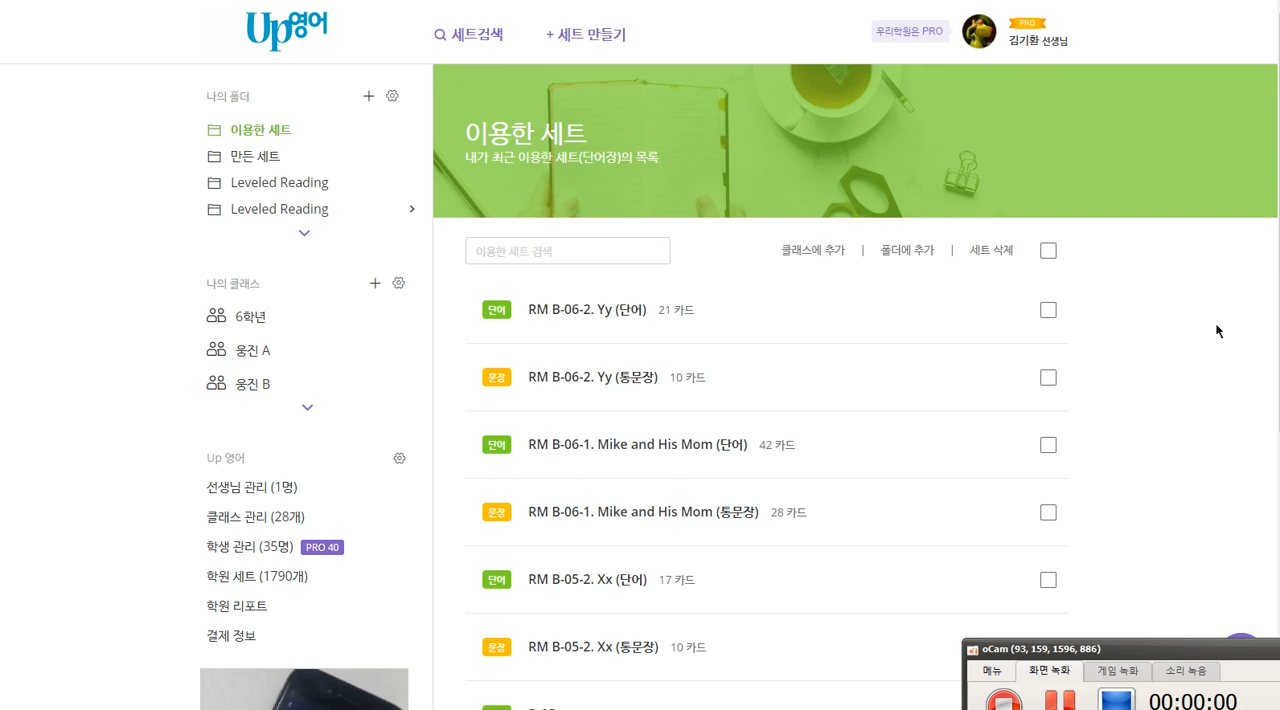 Up영어
세트검색
+ 세트 만들기
우리학원은 PRO
PRO
김기환 선생님
나의 폴더
이용한 세트
만든 세트
Leveled Reading
Leveled Reading
나의 클래스
6학년
웅진 A
웅진 B
Up 영어
선생님 관리 (1명)
클래스 관리 (28개)
학생 관리 (35명) PRO 40
학원 세트 (1790개)
학원 리포트
결제 정보
이용한 세트
내가 최근 이용한 세트(단어장)의 목록
이용한 세트 검색
클래스에 추가 | 폴더에 추가 | 세트 삭제
단어 RM B-06-2. Yy (단어) 21 카드
문장 RM B-06-2. Yy (통문장) 10 카드
단어 RM B-06-1. Mike and His Mom (단어) 42 카드
문장 RM B-06-1. Mike and His Mom (통문장) 28 카드
단어 RM B-05-2. Xx (단어) 17 카드
문장 RM B-05-2. Xx (통문장) 10 카드
oCam (93, 159, 1596, 886)
메뉴 화면 녹화 게임 녹화 소리 녹음
00:00:00